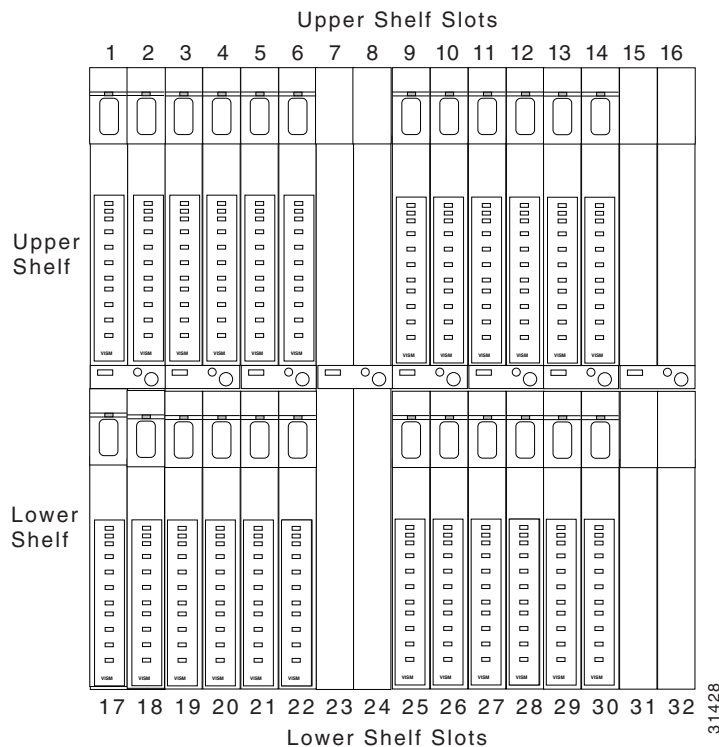 Upper Shelf Slots
1 2 3 4 5 6 7 8 9 10 11 12 13 14 15 16
Upper
Shelf
VISM VISM VISM VISM VISM VISM VISM VISM VISM VISM VISM VISM
Lower
Shelf
VISM VISM VISM VISM VISM VISM VISM VISM VISM VISM VISM VISM
17 18 19 20 21 22 23 24 25 26 27 28 29 30 31 32
Lower Shelf Slots
31428